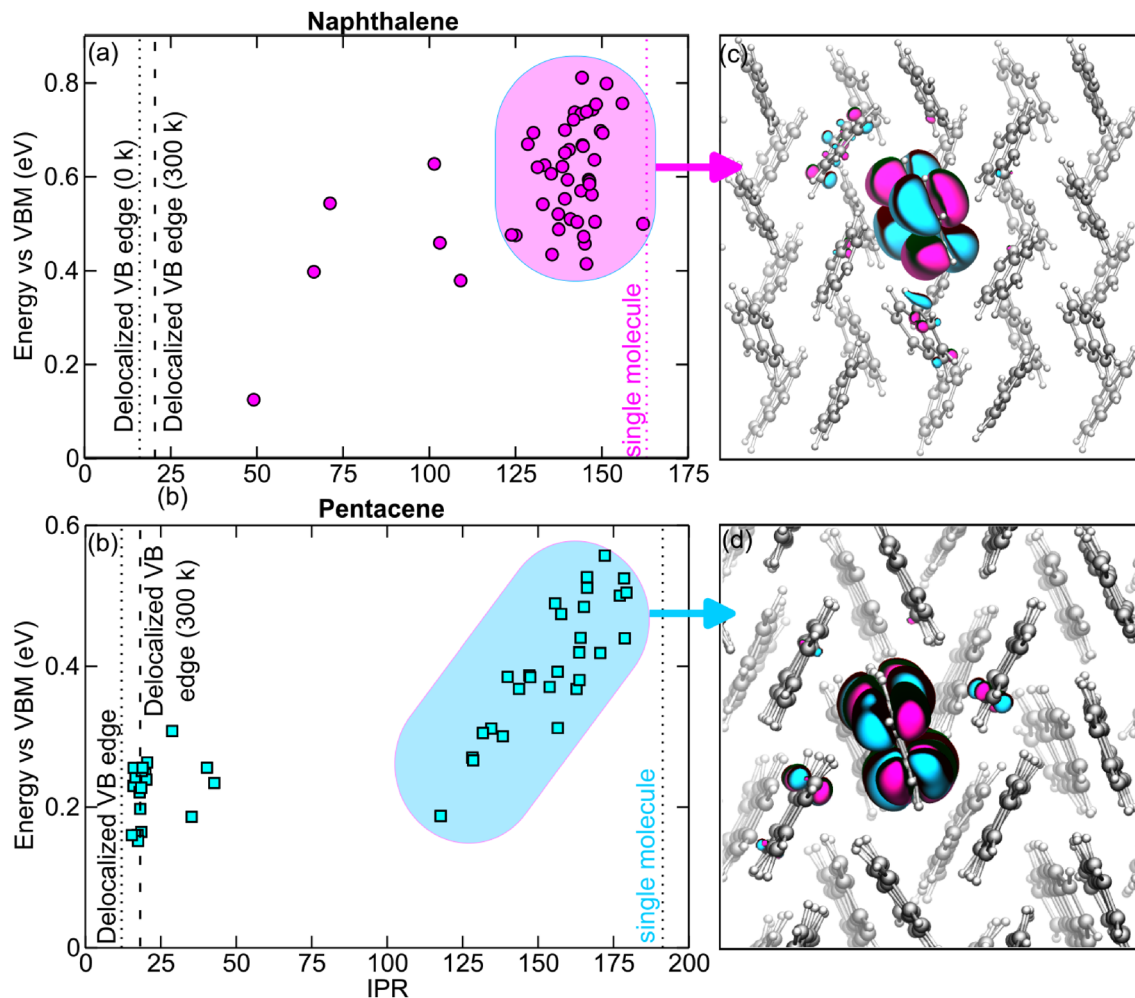 Naphthalene
(a)
Energy vs VBM (eV)
0.8
0.6
0.4
0.2
0
Delocalized VB edge (0 k)
Delocalized VB edge (300 k)
single molecule
0 25 50 75 100 125 150 175
(c)
(b)
Pentacene
(b)
Energy vs VBM (eV)
0.6
0.4
0.2
0
Delocalized VB edge
Delocalized VB
edge (300 k)
single molecule
0 25 50 75 100 125 150 175 200
IPR
(d)